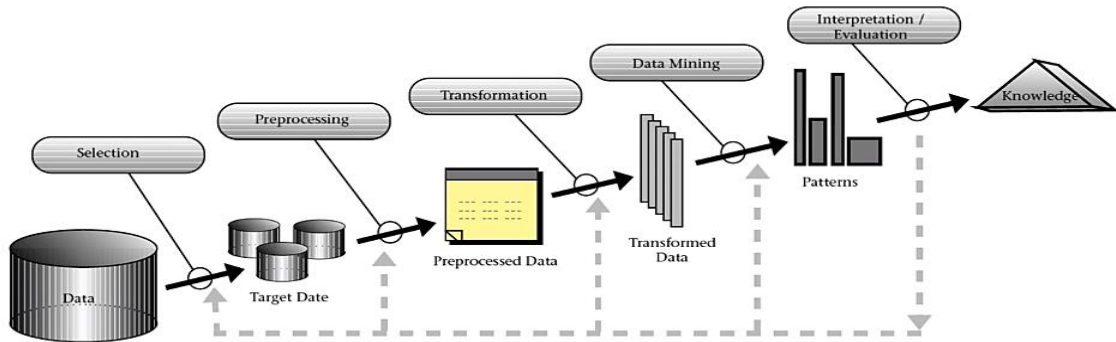 Interpretation /
Evaluation
Data Mining
Transformation
Preprocessing
Selection
Data
Target Date
Preprocessed Data
Transformed
Data
Patterns
Knowledge